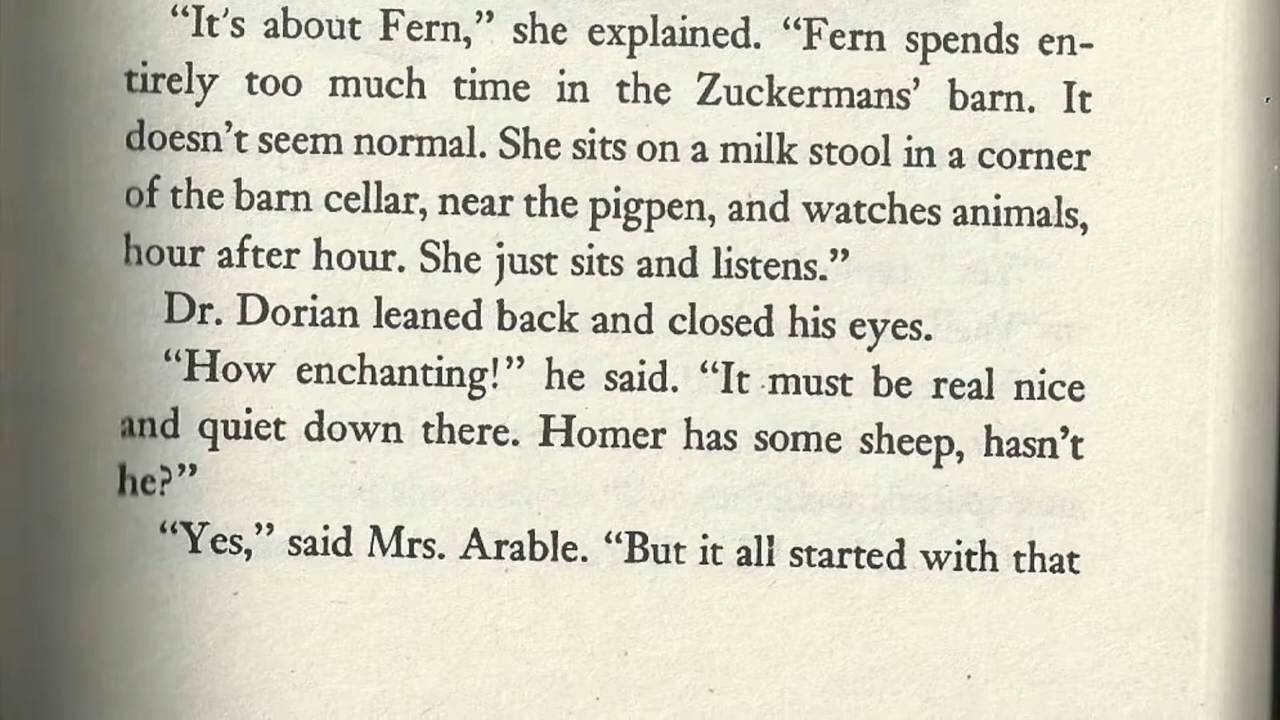 “It’s about Fern,” she explained. “Fern spends en-
tirely too much time in the Zuckermans’ barn. It
doesn’t seem normal. She sits on a milk stool in a corner
of the barn cellar, near the pigpen, and watches animals,
hour after hour. She just sits and listens.”
Dr. Dorian leaned back and closed his eyes.
“How enchanting!” he said. “It must be real nice
and quiet down there. Homer has some sheep, hasn’t
he?”
“Yes,” said Mrs. Arable. “But it all started with that